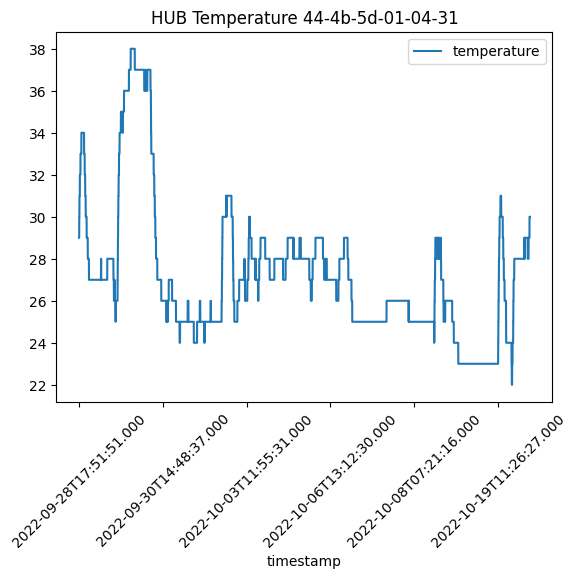 HUB Temperature 44-4b-5d-01-04-31
temperature
38
36
34
32
30
28
26
24
22
2022-09-28T17:51:51.000
2022-09-30T14:48:37.000
2022-10-03T11:55:31.000
2022-10-06T13:12:30.000
2022-10-08T07:21:16.000
2022-10-19T11:26:27.000
timestamp